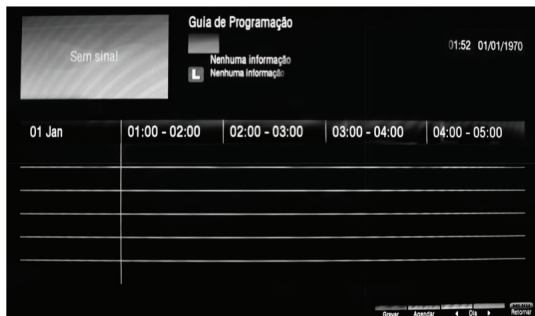 Guia de Programação
Sem sinal
01:52 01/01/1970
Nenhuma informação
L Nenhuma informação
01 Jan 01:00 - 02:00 02:00 - 03:00 03:00 - 04:00 04:00 - 05:00
Gravar Agendar Dia Retornar